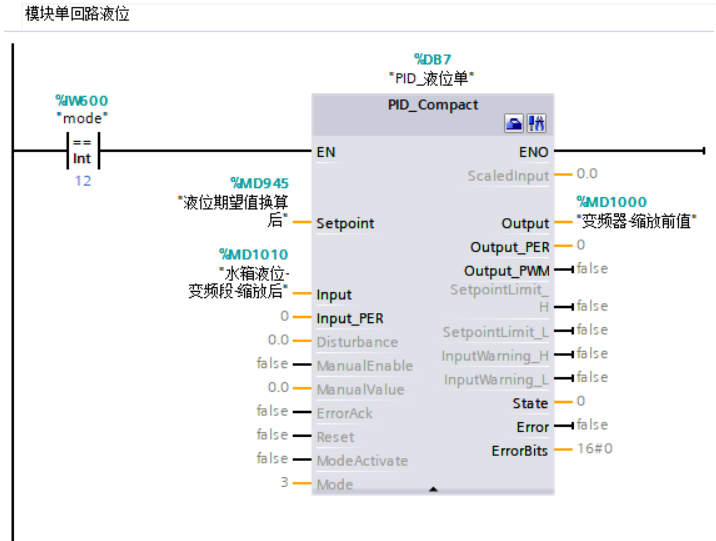 模块单回路液位
%DB7
"PID_液位单"
%IW600
"mode"
==
Int
12
PID_Compact
EN
ENO
ScaledInput
0.0
%MD945
"液位期望值换算
后"
Setpoint
%MD1000
Output
"变频器-缩放前值"
Output_PER
0
%MD1010
"水箱液位-
变频段-缩放后"
Input
Output_PWM
false
SetpointLimit_
H
false
0
Input_PER
SetpointLimit_L
false
0.0
Disturbance
InputWarning_H
false
false
ManualEnable
InputWarning_L
false
0.0
ManualValue
State
0
false
ErrorAck
Error
false
false
Reset
ErrorBits
16#0
false
ModeActivate
3
Mode